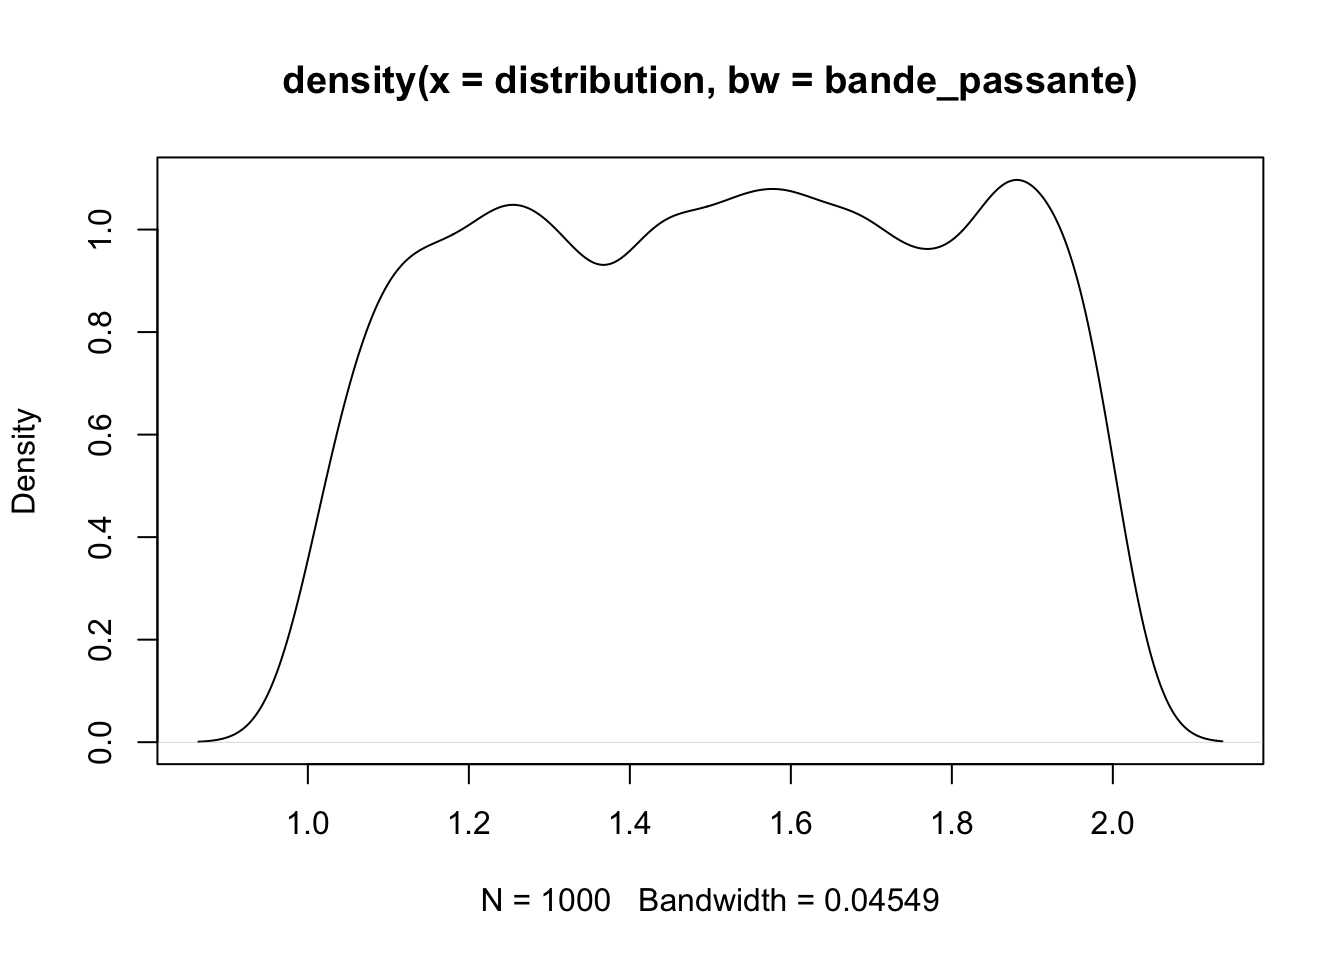 density(x = distribution, bw = bande_passante)
Density
1.0
0.8
0.6
0.4
0.2
0.0
1.0 1.2 1.4 1.6 1.8 2.0
N = 1000 Bandwidth = 0.04549